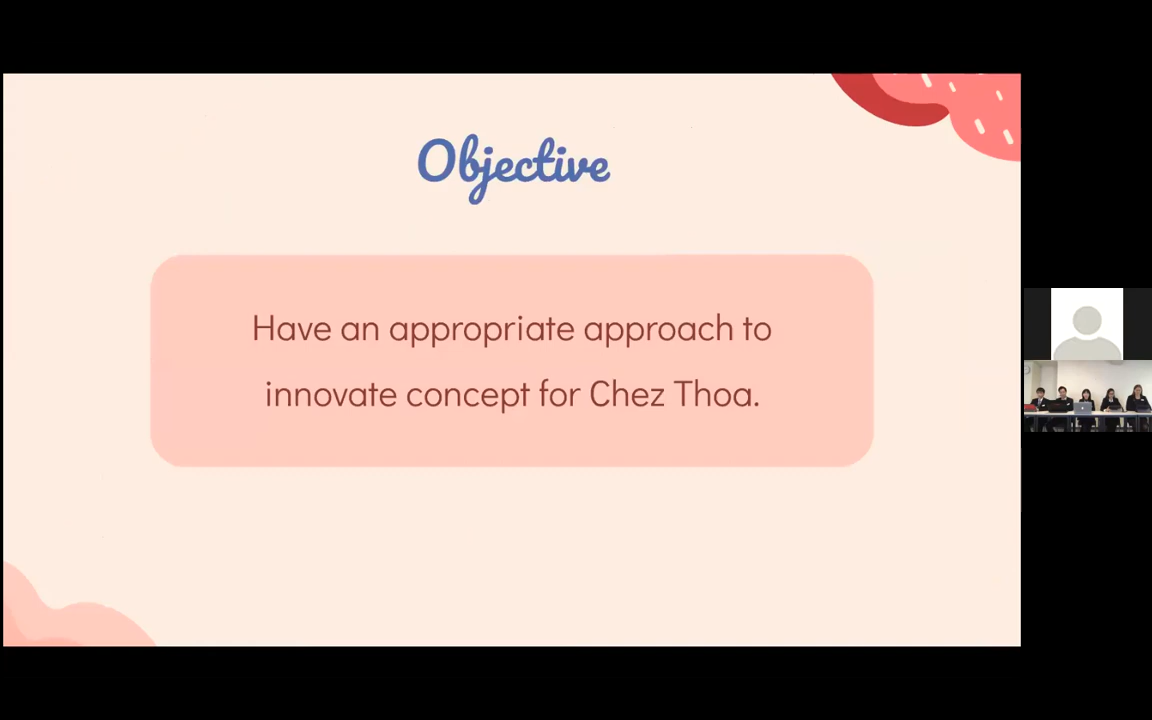 Objective
Have an appropriate approach to
innovate concept for Chez Thoa.